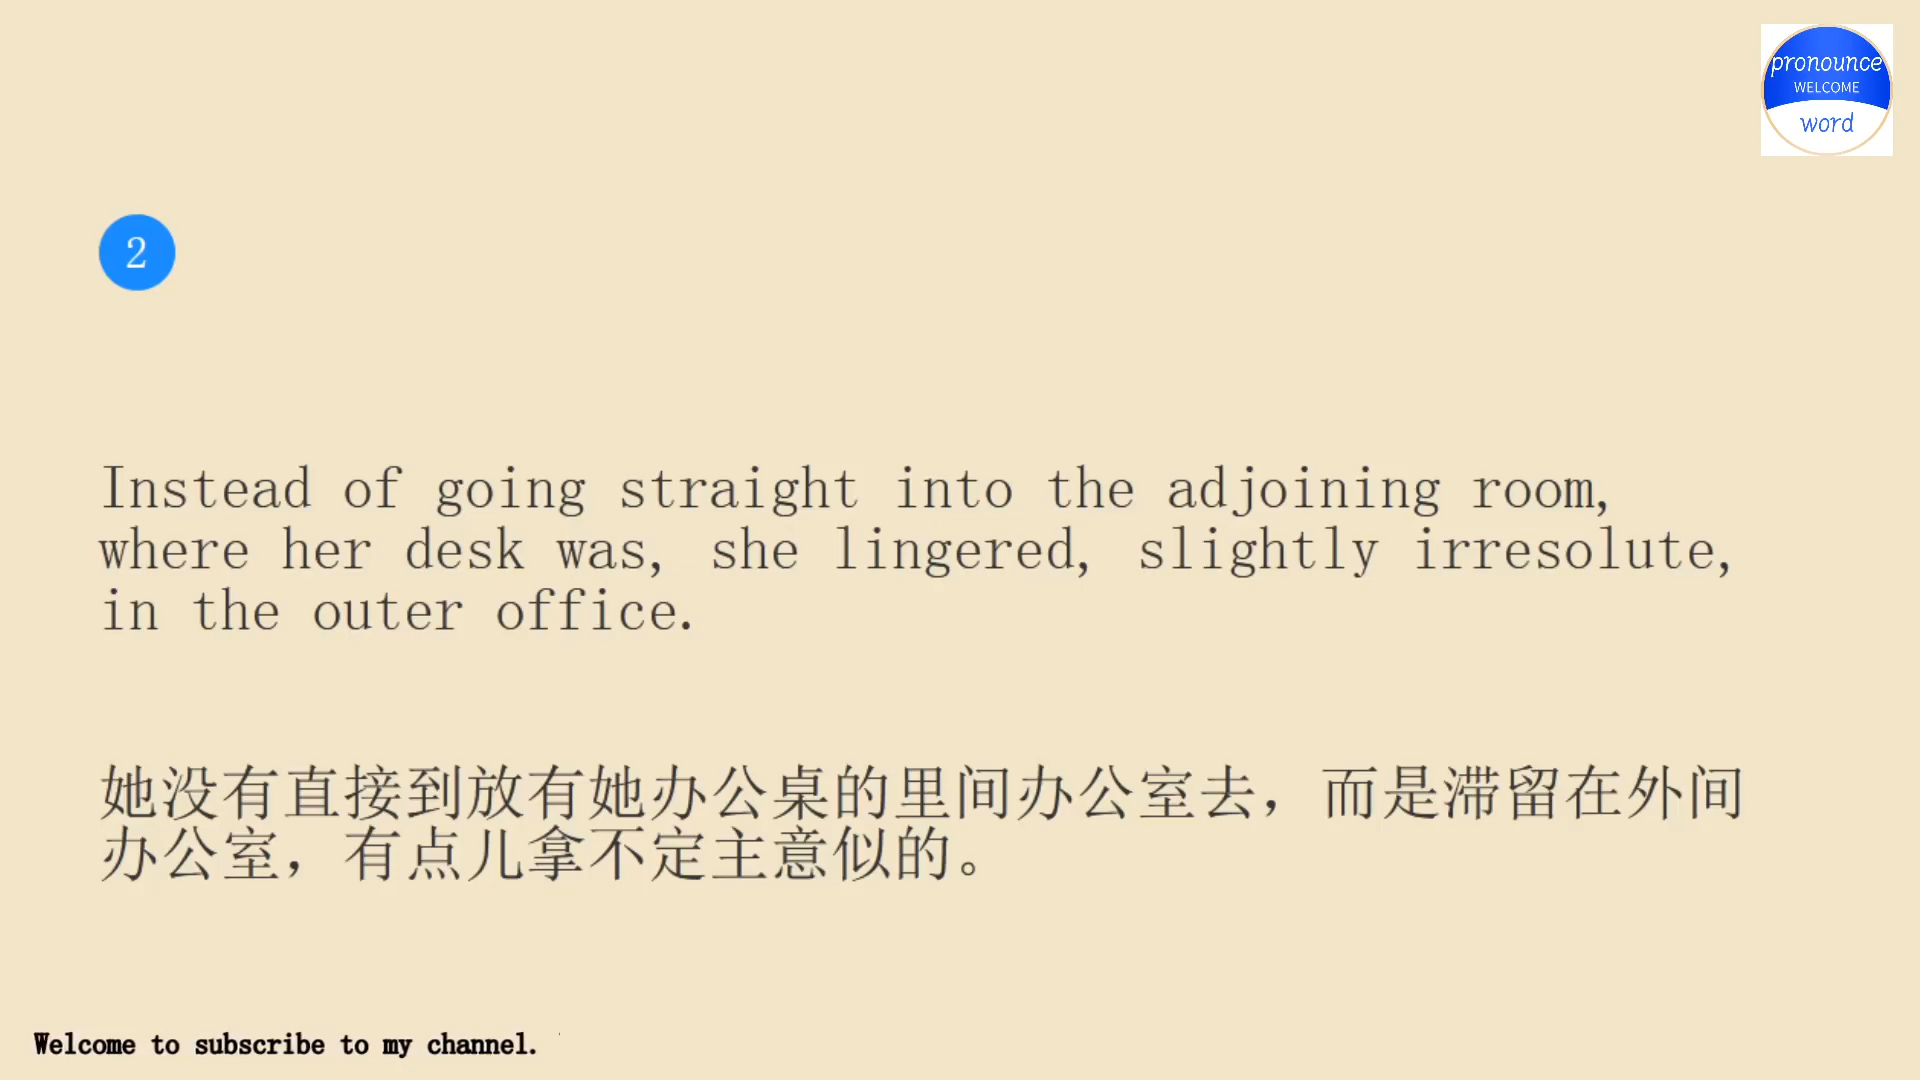 pronounce
WELCOME
word
2
Instead of going straight into the adjoining room,
where her desk was, she lingered, slightly irresolute,
in the outer office.
她没有直接到放有她办公桌的里间办公室去，而是滞留在外间
办公室，有点儿拿不定主意似的。
Welcome to subscribe to my channel.